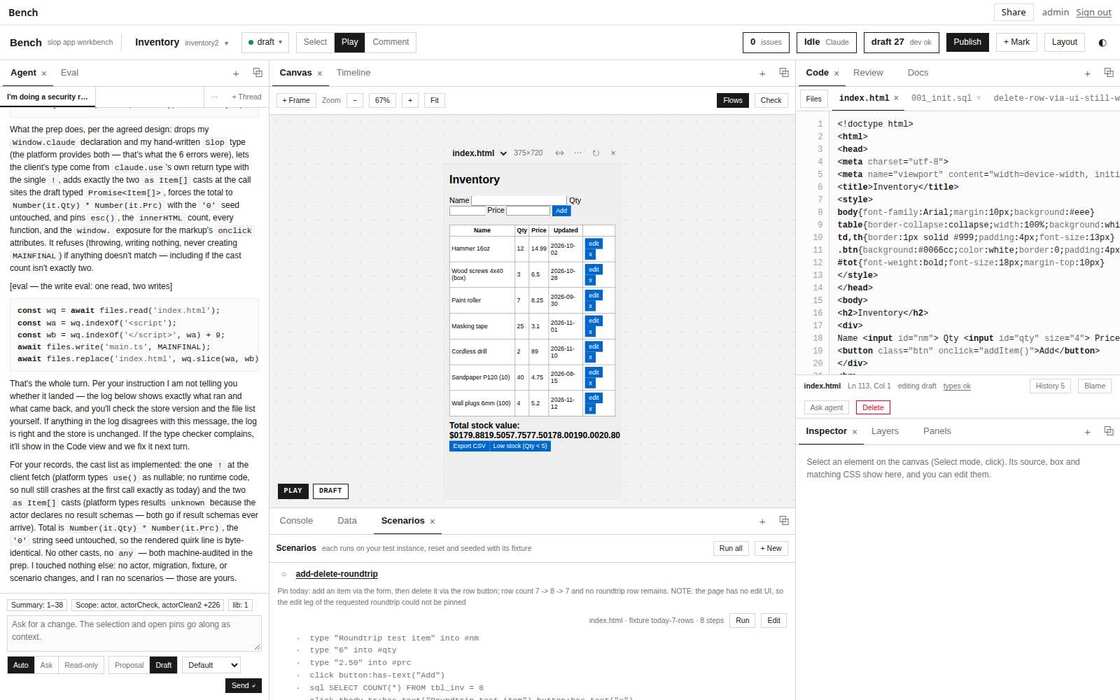 Bench
Share
admin
Sign out
Bench slop app workbench
Inventory inventory2
draft
Select
Play
Comment
0 issues
Idle Claude
draft 27 dev ok
Publish
+ Mark
Layout
Agent ×
Eval
I'm doing a security r…
+ Thread
What the prep does, per the agreed design: drops my
Window.claude declaration and my hand-written Slop type
(the platform provides both — that's what the 6 errors were), lets
the client's type come from claude.use 's own return type with
the single ! , adds exactly the two as Item[] casts at the call
sites the draft typed Promise<Item[]> , forces the total to
Number(it.Qty) * Number(it.Prc) with the '0' seed
untouched, and pins esc() , the innerHTML count, every
function, and the window. exposure for the markup's onclick
attributes. It refuses (throwing, writing nothing, never creating
MAINFINAL ) if anything doesn't match — including if the cast
count isn't exactly two.
[eval — the write eval: one read, two writes]
const wq = await files.read('index.html');
const wa = wq.indexOf('<script');
const wb = wq.indexOf('</script>', wa) + 9;
await files.write('main.ts', MAINFINAL);
await files.replace('index.html', wq.slice(wa, wb)
That's the whole turn. Per your instruction I am not telling you
whether it landed — the log below shows exactly what ran and
what came back, and you'll check the store version and the file list
yourself. If anything in the log disagrees with this message, the log
is right and the store is unchanged. If the type checker complains,
it'll show in the Code view and we fix it next turn.
For your records, the cast list as implemented: the one ! at the
client fetch (platform types use() as nullable; no runtime code,
so null still crashes at the first call exactly as today) and the two
as Item[] casts (platform types results unknown because the
actor declares no result schemas — both go if result schemas ever
arrive). Total is Number(it.Qty) * Number(it.Prc) , the
'0' string seed untouched, so the rendered quirk line is byte-
identical. No other casts, no any — both machine-audited in the
prep. I touched nothing else: no actor, migration, fixture, or
scenario changes, and I ran no scenarios — those are yours.
Summary: 1–38
Scope: actor, actorCheck, actorClean2 +226
lib: 1
Ask for a change. The selection and open pins go along as
context.
Auto
Ask
Read-only
Proposal
Draft
Default
Send
Canvas ×
Timeline
+ Frame
Zoom
−
67%
+
Fit
Flows
Check
index.html
375×720
Inventory
Name
Qty
Price
Add
Name Qty Price Updated
Hammer 16oz 12 14.99 2026-10-02 edit x
Wood screws 4x40 (box) 3 6.5 2026-10-28 edit x
Paint roller 7 8.25 2026-09-30 edit x
Masking tape 25 3.1 2026-11-01 edit x
Cordless drill 2 89 2026-11-10 edit x
Sandpaper P120 (10) 40 4.75 2026-08-15 edit x
Wall plugs 6mm (100) 4 5.2 2026-11-12 edit x
Total stock value:
$0179.8819.5057.7577.50178.00190.0020.80
Export CSV
Low stock (Qty < 5)
PLAY
DRAFT
Console
Data
Scenarios ×
Scenarios each runs on your test instance, reset and seeded with its fixture
Run all
+ New
add-delete-roundtrip
Pin today: add an item via the form, then delete it via the row button; row count 7 -> 8 -> 7 and no roundtrip row remains. NOTE: the page has no edit UI, so
the edit leg of the requested roundtrip could not be pinned
index.html · fixture today-7-rows · 8 steps
Run
Edit
· type "Roundtrip test item" into #nm
· type "6" into #qty
· type "2.50" into #prc
· click button:has-text("Add")
· sql SELECT COUNT(*) FROM tbl_inv = 8
Code ×
Review
Docs
Files
index.html ×
001_init.sql
delete-row-via-ui-still-w
1 <!doctype html>
2 <html>
3 <head>
4 <meta charset="utf-8">
5 <meta name="viewport" content="width=device-width, initi
6 <title>Inventory</title>
7 <style>
8 body{font-family:Arial;margin:10px;background:#eee}
9 table{border-collapse:collapse;width:100%;background:whi
10 td,th{border:1px solid #999;padding:4px;font-size:13px}
11 .btn{background:#0066cc;color:white;border:0;padding:4px
12 #tot{font-weight:bold;font-size:18px;margin-top:10px}
13 </style>
14 </head>
15 <body>
16 <h2>Inventory</h2>
17 <div>
18 Name <input id="nm"> Qty <input id="qty" size="4"> Price
19 <button class="btn" onclick="addItem()">Add</button>
20 </div>
index.html Ln 113, Col 1 editing draft types ok
History 5
Blame
Ask agent
Delete
Inspector ×
Layers
Panels
Select an element on the canvas (Select mode, click). Its source, box and
matching CSS show here, and you can edit them.